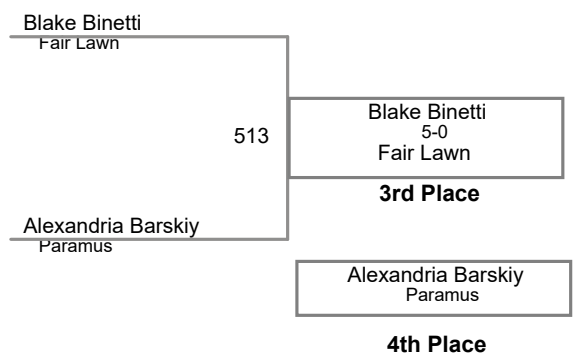 Blake Binetti
Fair Lawn
513
Blake Binetti
5-0
Fair Lawn
3rd Place
Alexandria Barskiy
Paramus
Alexandria Barskiy
Paramus
4th Place